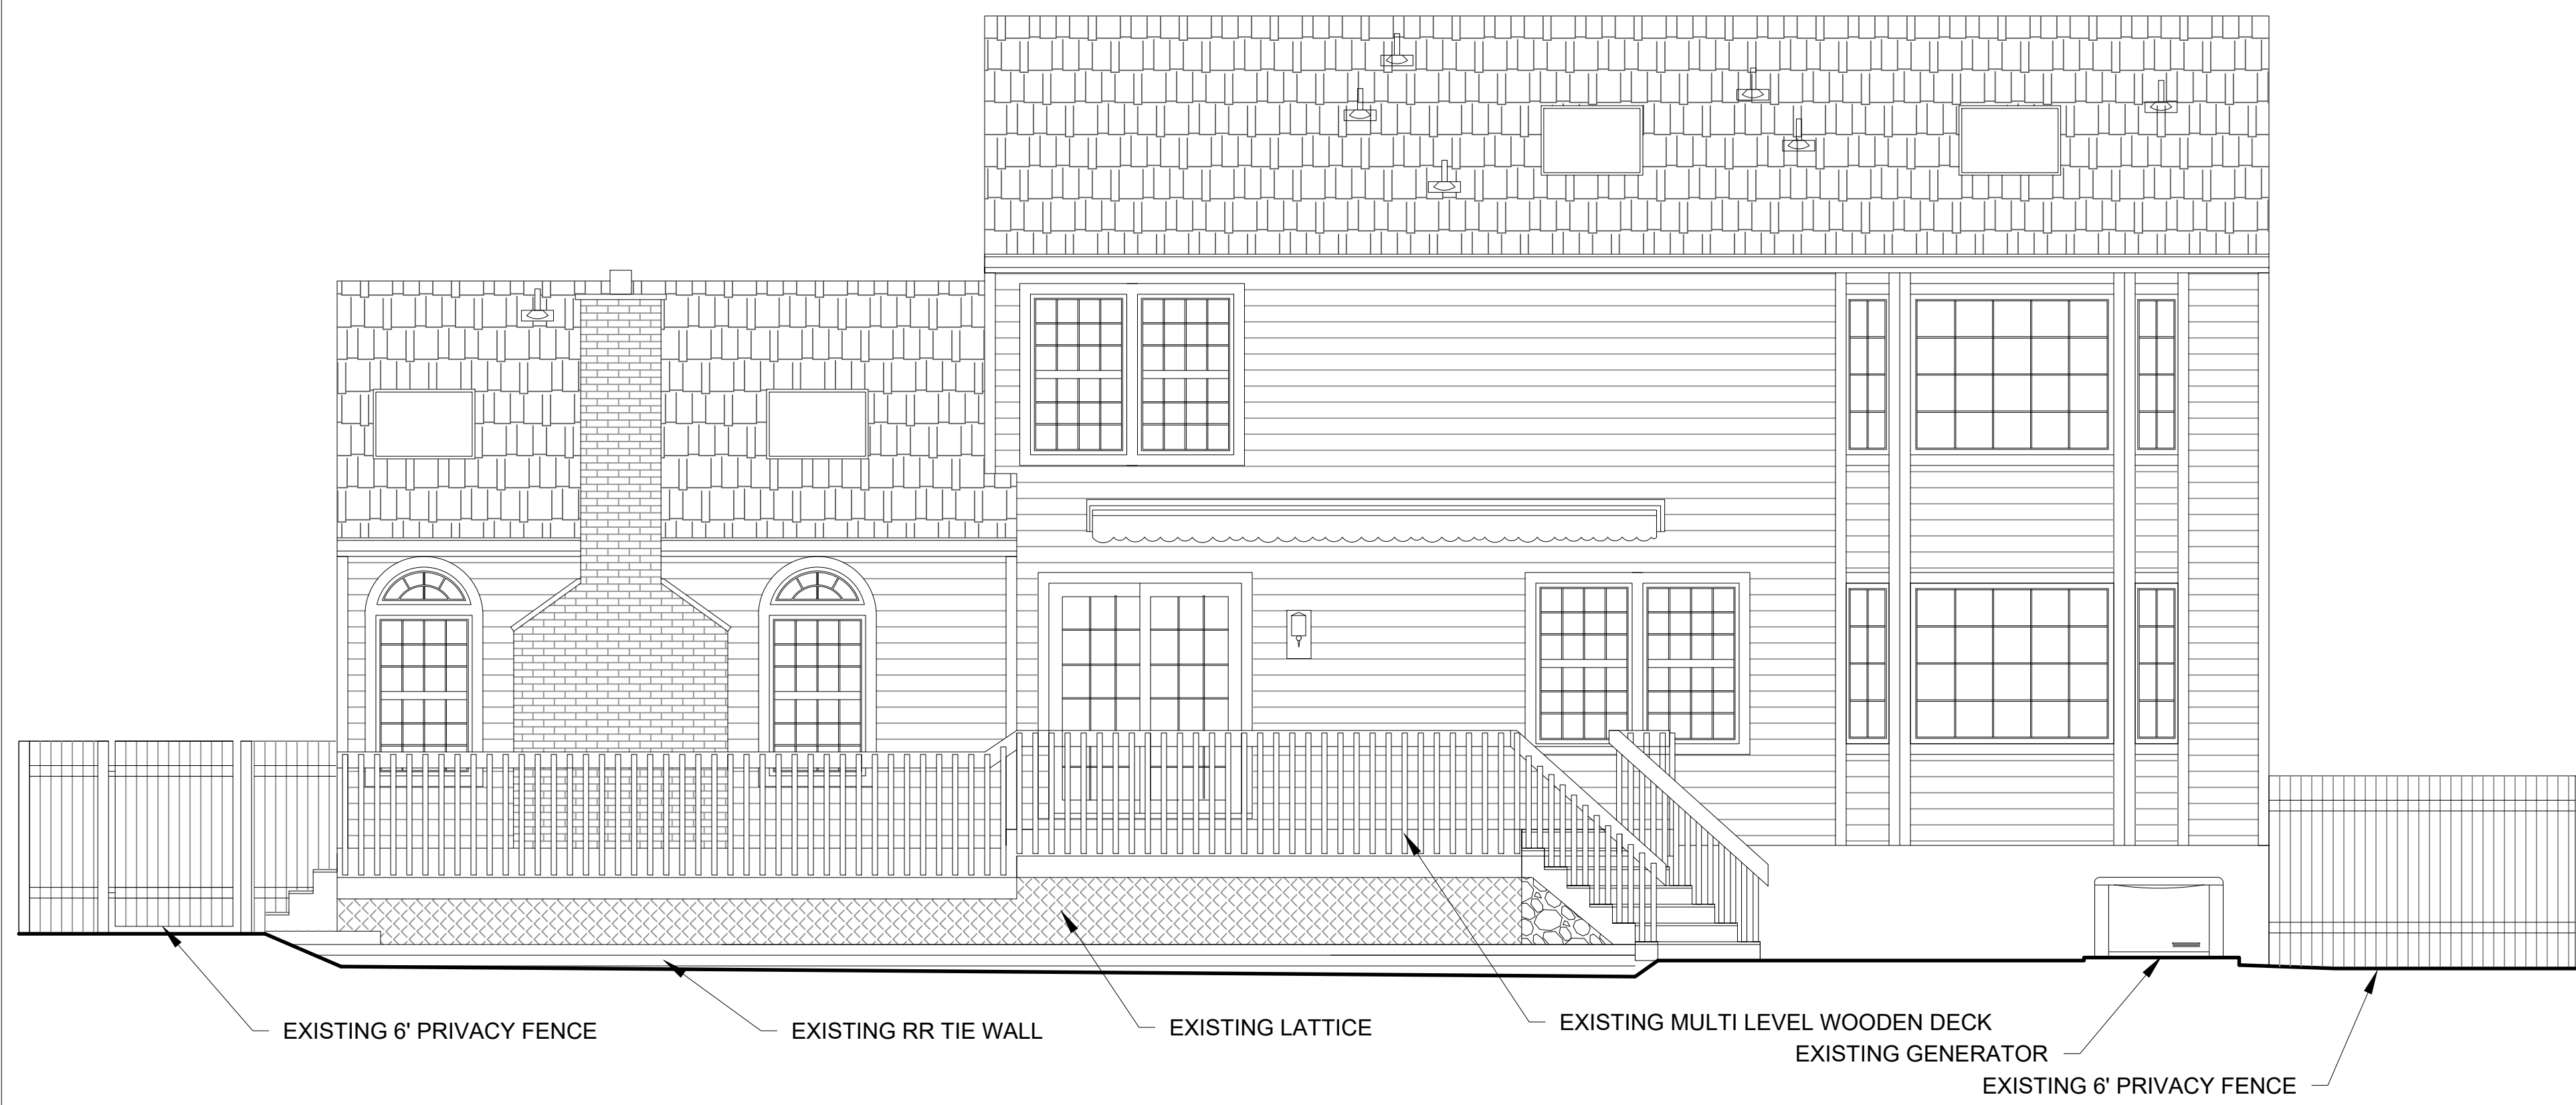 EXISTING 6' PRIVACY FENCE
EXISTING RR TIE WALL
EXISTING LATTICE
EXISTING MULTI LEVEL WOODEN DECK
EXISTING GENERATOR
EXISTING 6' PRIVACY FENCE